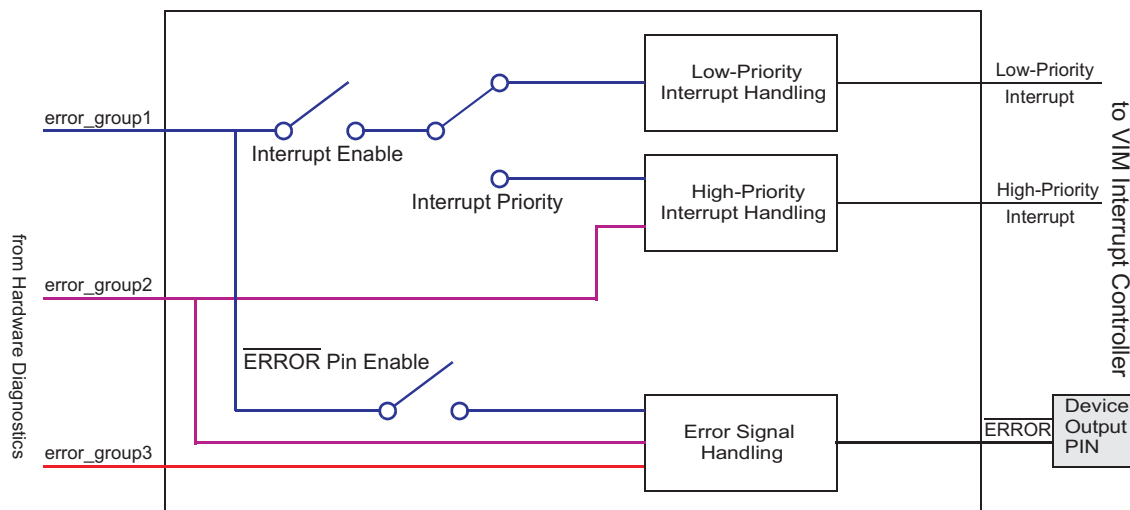 error_group1
Interrupt Enable
Low-Priority
Interrupt Handling
Low-Priority
Interrupt
Interrupt Priority
High-Priority
Interrupt Handling
High-Priority
Interrupt
to VIM Interrupt Controller
from Hardware Diagnostics
error_group2
ERROR Pin Enable
error_group3
Error Signal
Handling
ERROR
Device
Output
PIN